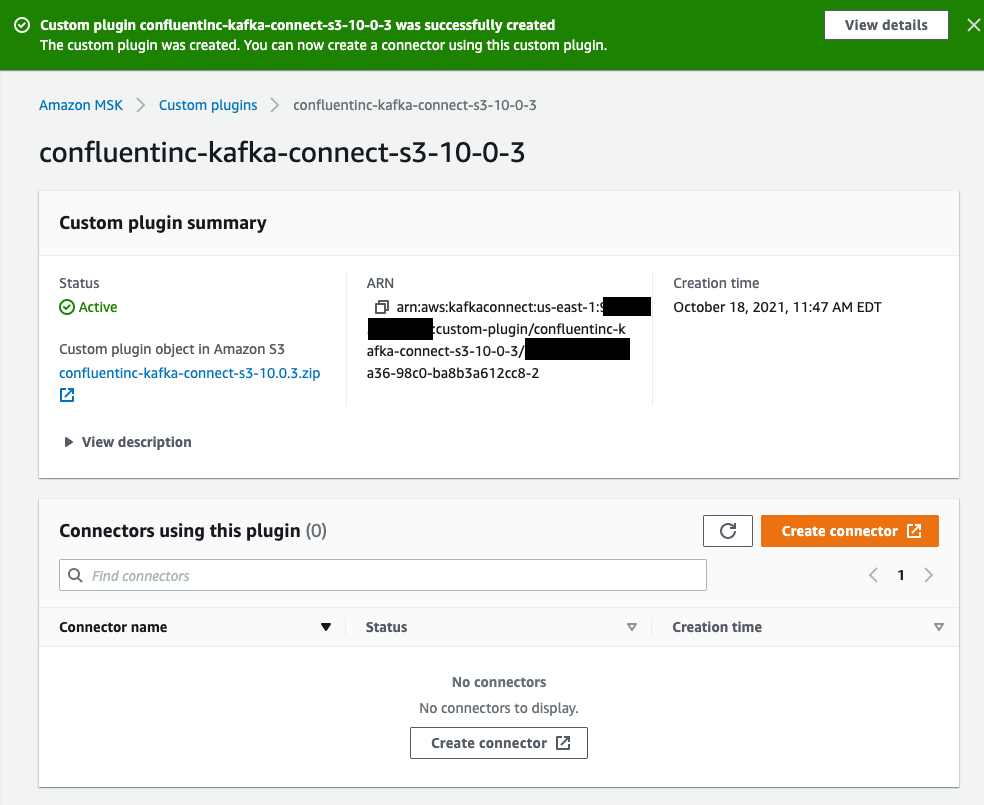 Custom plugin confluentinc-kafka-connect-s3-10-0-3 was successfully created
The custom plugin was created. You can now create a connector using this custom plugin.
View details
Amazon MSK
Custom plugins
confluentinc-kafka-connect-s3-10-0-3
confluentinc-kafka-connect-s3-10-0-3
Custom plugin summary
Status
Active
Custom plugin object in Amazon S3
confluentinc-kafka-connect-s3-10.0.3.zip
View description
ARN
arn:aws:kafkaconnect:us-east-1:
:custom-plugin/confluentinc-k
afka-connect-s3-10-0-3/
a36-98c0-ba8b3a612cc8-2
Creation time
October 18, 2021, 11:47 AM EDT
Connectors using this plugin (0)
Create connector
Find connectors
1
Connector name
Status
Creation time
No connectors
No connectors to display.
Create connector